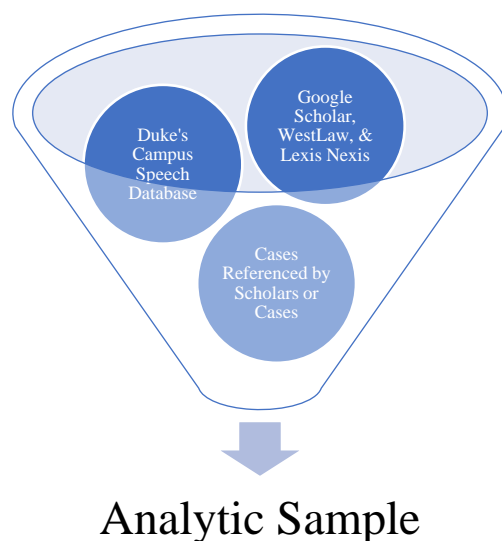 Google
Scholar,
WestLaw, &
Lexis Nexis
Duke's
Campus
Speech
Database
Cases
Referenced by
Scholars or
Cases
Analytic Sample